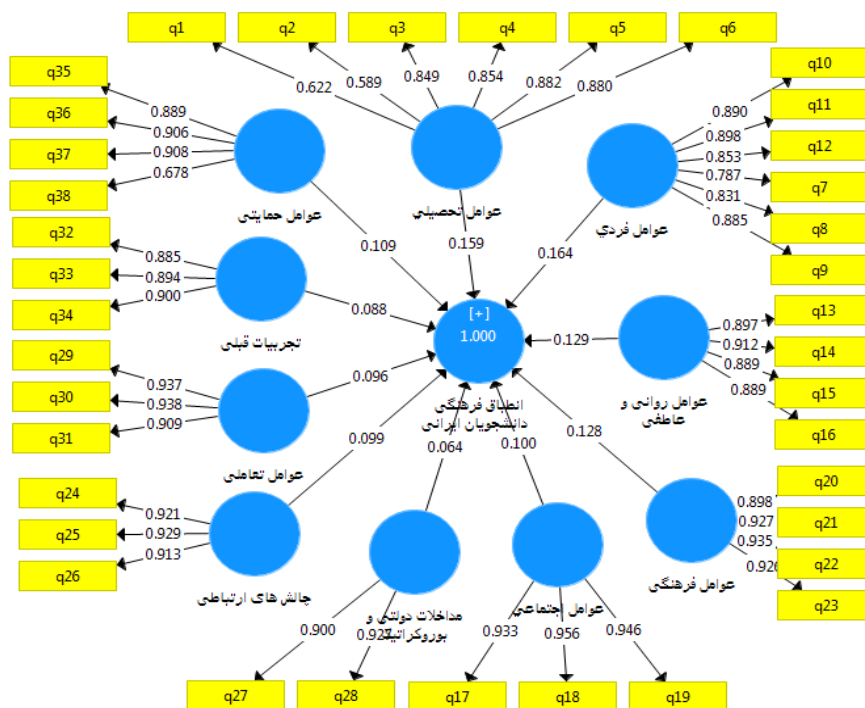 q1
q2
q3
q4
q5
q6
0.622
0.589
0.849
0.854
0.882
0.880
عوامل تحصیلي
0.159
q35
q36
q37
q38
0.889
0.906
0.908
0.678
عوامل حمایتی
0.109
q10
q11
q12
q7
q8
q9
0.890
0.898
0.853
0.787
0.831
0.885
عوامل فردي
0.164
q32
q33
q34
0.885
0.894
0.900
تجربیات قبلی
0.088
[+]
1.000
انطباق فرهنگی
دانشجویان ایرانی
q13
q14
q15
q16
0.897
0.912
0.889
0.889
عوامل روانی و
عاطفی
0.129
q29
q30
q31
0.937
0.938
0.909
عوامل تعاملی
0.096
q24
q25
q26
0.921
0.929
0.913
چالش های ارتباطی
0.099
q20
q21
q22
q23
0.898
0.927
0.935
0.926
عوامل فرهنگی
0.128
مداخلات دولتی و
بوروکراتیک
0.064
0.900
0.927
q27
q28
عوامل اجتماعي
0.100
0.933
0.956
0.946
q17
q18
q19